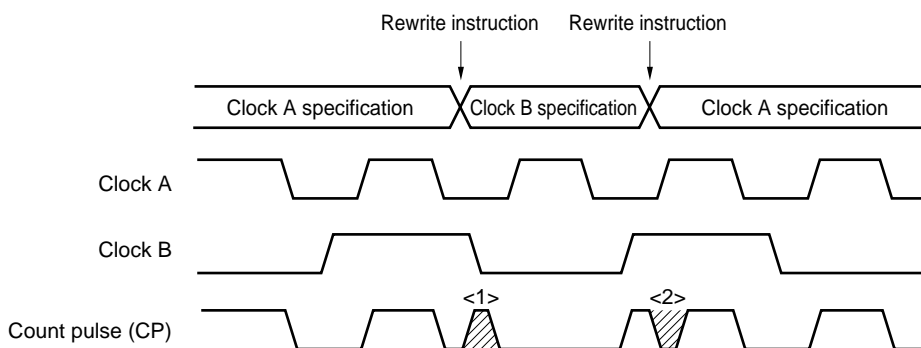 Rewrite instruction Rewrite instruction
Clock A specification Clock B specification Clock A specification
Clock A
Clock B
<1> <2>
Count pulse (CP)